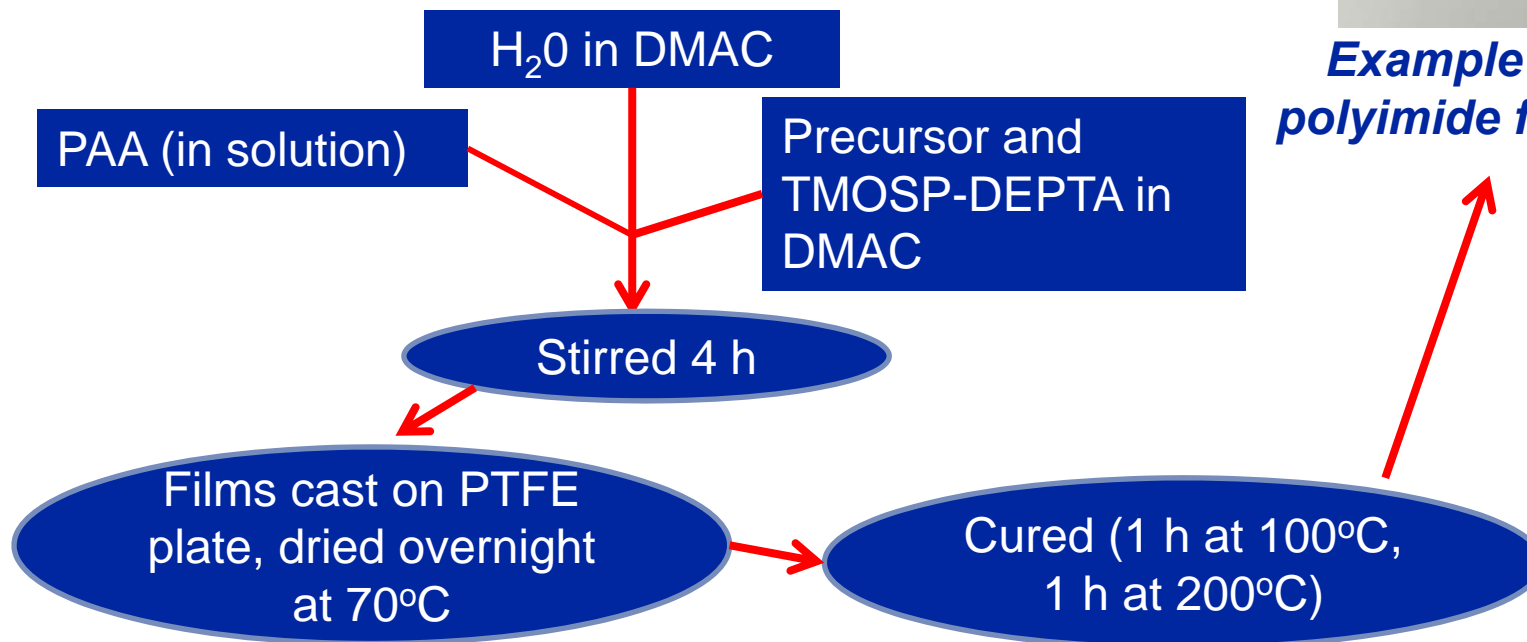 H₂0 in DMAC
PAA (in solution)
Precursor and
TMOSP-DEPTA in
DMAC
Example
polyimide f
Stirred 4 h
Films cast on PTFE
plate, dried overnight
at 70ºC
Cured (1 h at 100ºC,
1 h at 200ºC)